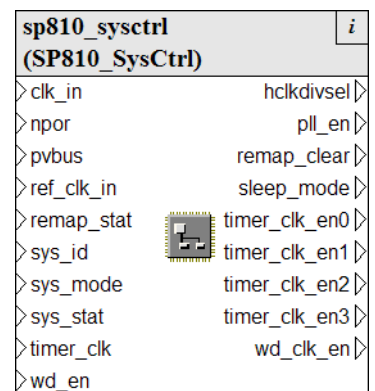 sp810_sysctrl i
(SP810_SysCtrl)
clk_in hclkdivsel
npor pll_en
pvbus remap_clear
ref_clk_in sleep_mode
remap_stat timer_clk_en0
sys_id timer_clk_en1
sys_mode timer_clk_en2
sys_stat timer_clk_en3
timer_clk wd_clk_en
wd_en